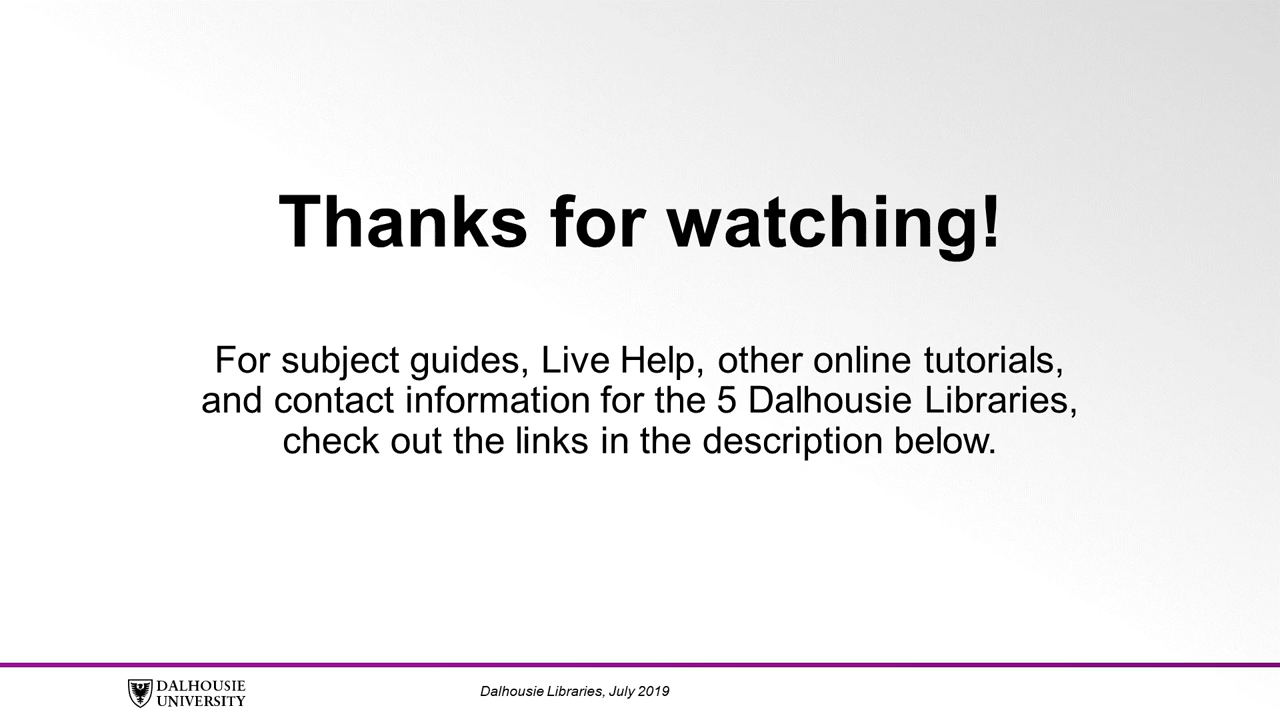 Thanks for watching!
For subject guides, Live Help, other online tutorials,
and contact information for the 5 Dalhousie Libraries,
check out the links in the description below.
DALHOUSIE
UNIVERSITY
Dalhousie Libraries, July 2019